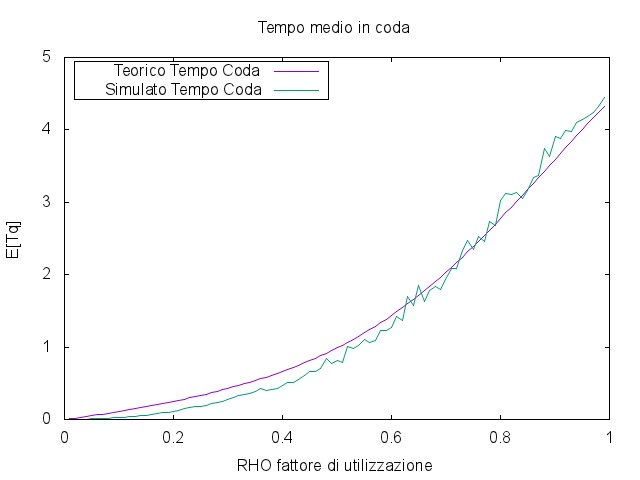 Tempo medio in coda
Teorico Tempo Coda
Simulato Tempo Coda
5
4
3
2
1
0
E[Tq]
0 0.2 0.4 0.6 0.8 1
RHO fattore di utilizzazione